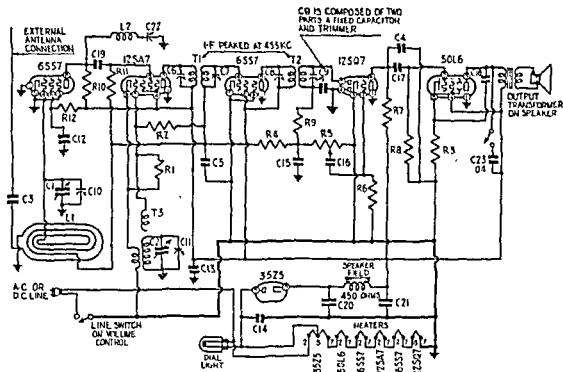 C9 IS COMPOSED OF TWO
PARTS A FIXED CAPACITOR
AND TRIMMER
EXTERNAL
ANTENNA
CONNECTION
L2
C22
6SS7
C19
12SA7
T1
I-F PEAKED AT 455KC
6SS7
T2
12SQ7
C4
C17
50L6
OUTPUT
TRANSFORMER
ON SPEAKER
R10
R11
R12
C12
R2
R1
C5
R4
R9
R5
C15
C16
R6
R7
R8
R3
C23
.04
C3
C1
C10
L1
T3
C11
C13
A-C OR
D.C. LINE
LINE SWITCH
ON VOLUME
CONTROL
35Z5
SPEAKER
FIELD
450 OHMS
C20
C21
C14
DIAL
LIGHT
HEATERS
35Z5
50L6
6SS7
12SA7
6SS7
12SQ7